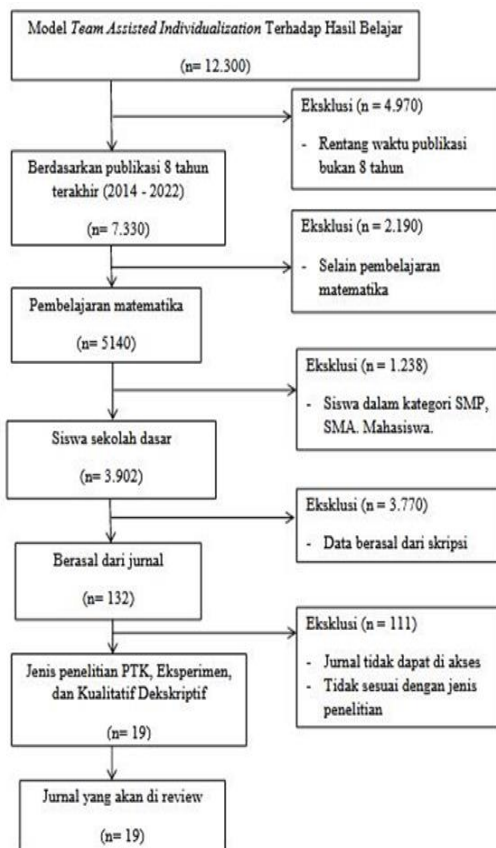 Model Team Assisted Individualization Terhadap Hasil Belajar
(n= 12.300)
Eksklusi (n = 4.970)
- Rentang waktu publikasi
bukan 8 tahun
Berdasarkan publikasi 8 tahun
terakhir (2014 - 2022)
(n= 7.330)
Eksklusi (n = 2.190)
- Selain pembelajaran
matematika
Pembelajaran matematika
(n= 5140)
Eksklusi (n = 1.238)
- Siswa dalam kategori SMP,
SMA. Mahasiswa.
Siswa sekolah dasar
(n= 3.902)
Eksklusi (n = 3.770)
- Data berasal dari skripsi
Berasal dari jurnal
(n= 132)
Eksklusi (n = 111)
- Jurnal tidak dapat di akses
- Tidak sesuai dengan jenis
penelitian
Jenis penelitian PTK, Eksperimen,
dan Kualitatif Dekskriptif
(n= 19)
Jurnal yang akan di review
(n= 19)